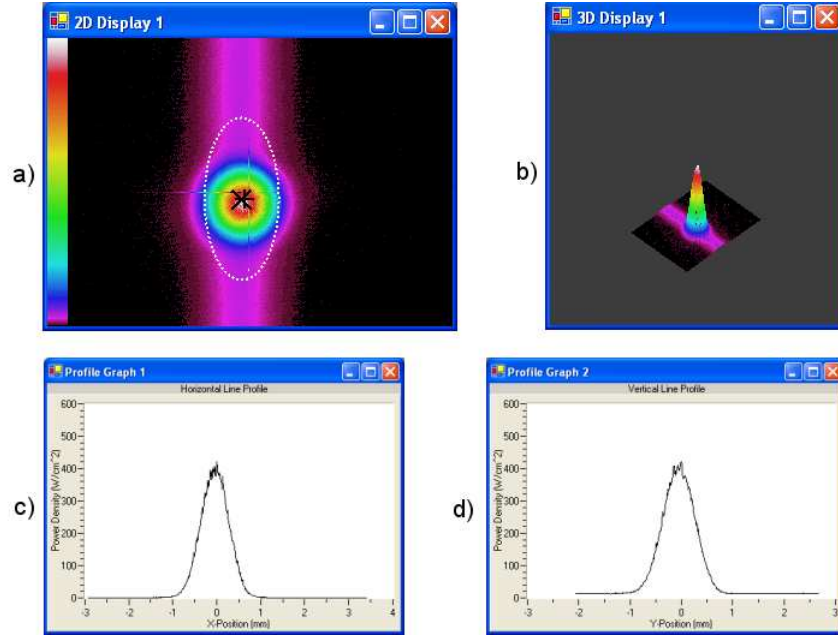 2D Display 1
3D Display 1
a)
b)
Profile Graph 1
Horizontal Line Profile
600
500
400
300
200
100
0
Power Density (W/cm^2)
-3 -2 -1 0 1 2 3 4
X-Position (mm)
c)
Profile Graph 2
Vertical Line Profile
600
500
400
300
200
100
0
Power Density (W/cm^2)
-3 -2 -1 0 1 2 3
Y-Position (mm)
d)